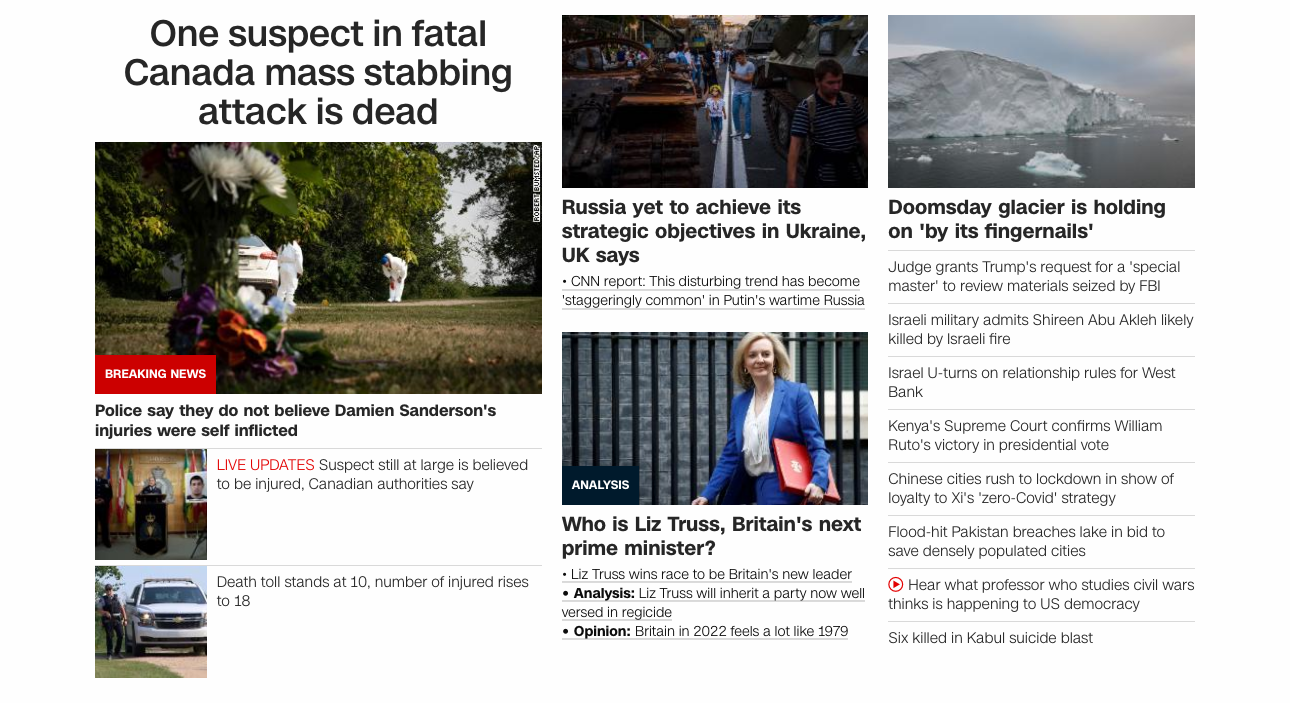 One suspect in fatal
Canada mass stabbing
attack is dead
ROBERT BUMSTED/AP
BREAKING NEWS
Police say they do not believe Damien Sanderson's
injuries were self inflicted
LIVE UPDATES Suspect still at large is believed
to be injured, Canadian authorities say
Death toll stands at 10, number of injured rises
to 18
Russia yet to achieve its
strategic objectives in Ukraine,
UK says
• CNN report: This disturbing trend has become
'staggeringly common' in Putin's wartime Russia
ANALYSIS
Who is Liz Truss, Britain's next
prime minister?
• Liz Truss wins race to be Britain's new leader
• Analysis: Liz Truss will inherit a party now well
versed in regicide
• Opinion: Britain in 2022 feels a lot like 1979
Doomsday glacier is holding
on 'by its fingernails'
Judge grants Trump's request for a 'special
master' to review materials seized by FBI
Israeli military admits Shireen Abu Akleh likely
killed by Israeli fire
Israel U-turns on relationship rules for West
Bank
Kenya's Supreme Court confirms William
Ruto's victory in presidential vote
Chinese cities rush to lockdown in show of
loyalty to Xi's 'zero-Covid' strategy
Flood-hit Pakistan breaches lake in bid to
save densely populated cities
Hear what professor who studies civil wars
thinks is happening to US democracy
Six killed in Kabul suicide blast